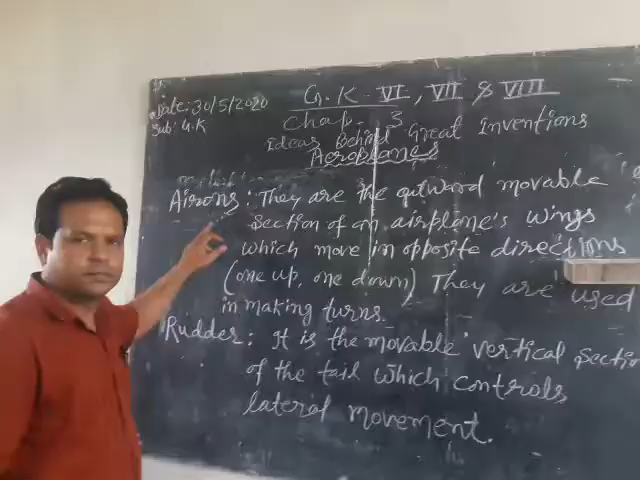 Date: 30/5/2020
Sub: G.K
G.K - VI, VII & VIII
Chap - 3
Ideas Behind Great Inventions
Aeroplanes
Airons: They are the outward movable
section of an airplane's wings
which move in opposite directions
(one up, one down) They are used
in making turns.
Rudder: It is the movable vertical sectio
of the tail which controls
lateral movement.